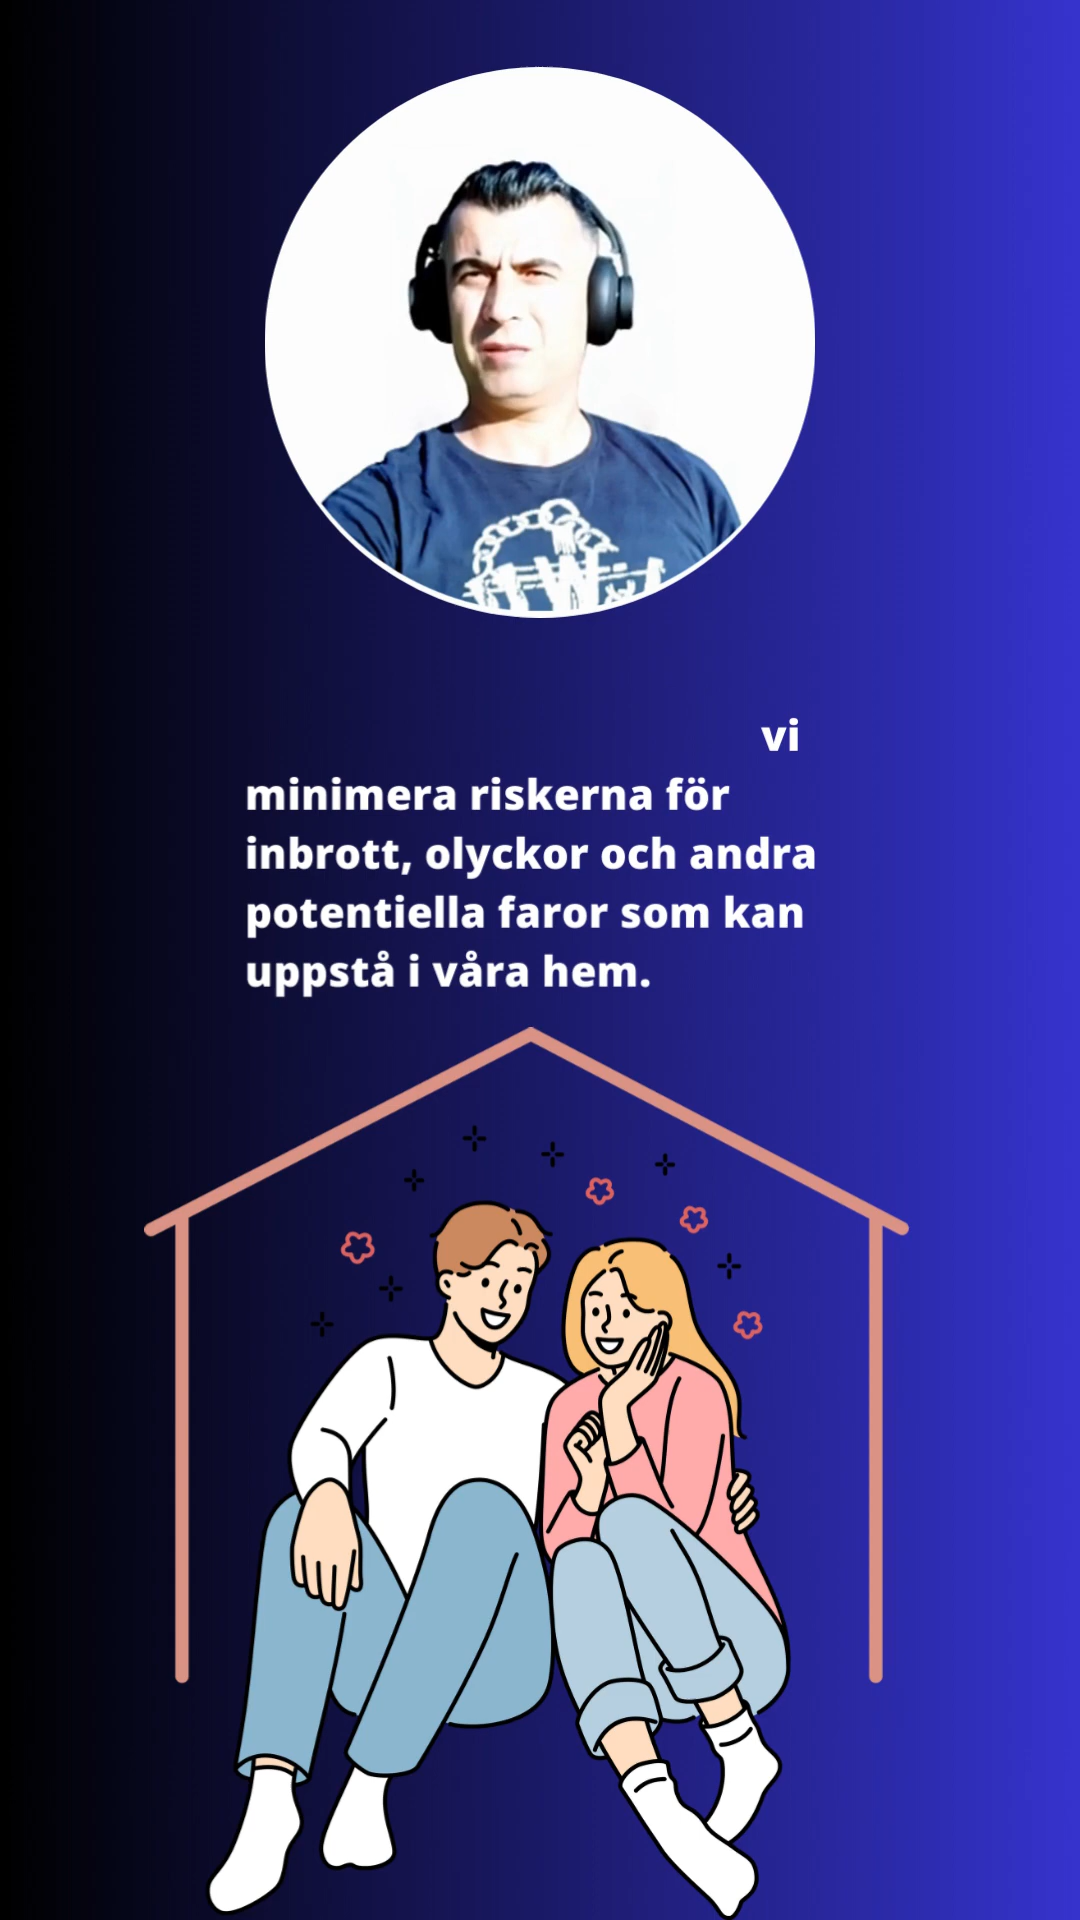 vi
minimera riskerna för
inbrott, olyckor och andra
potentiella faror som kan
uppstå i våra hem.